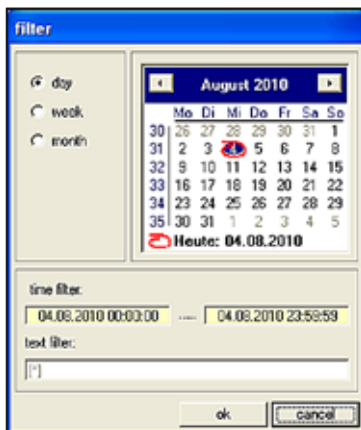 filter
day
week
month
August 2010
Mo Di Mi Do Fr Sa So
30 26 27 28 29 30 31 1
31 2 3 4 5 6 7 8
32 9 10 11 12 13 14 15
33 16 17 18 19 20 21 22
34 23 24 25 26 27 28 29
35 30 31 1 2 3 4 5
Heute: 04.08.2010
time filter:
04.08.2010 00:00:00 ---- 04.08.2010 23:59:59
text filter:
[*]
ok cancel